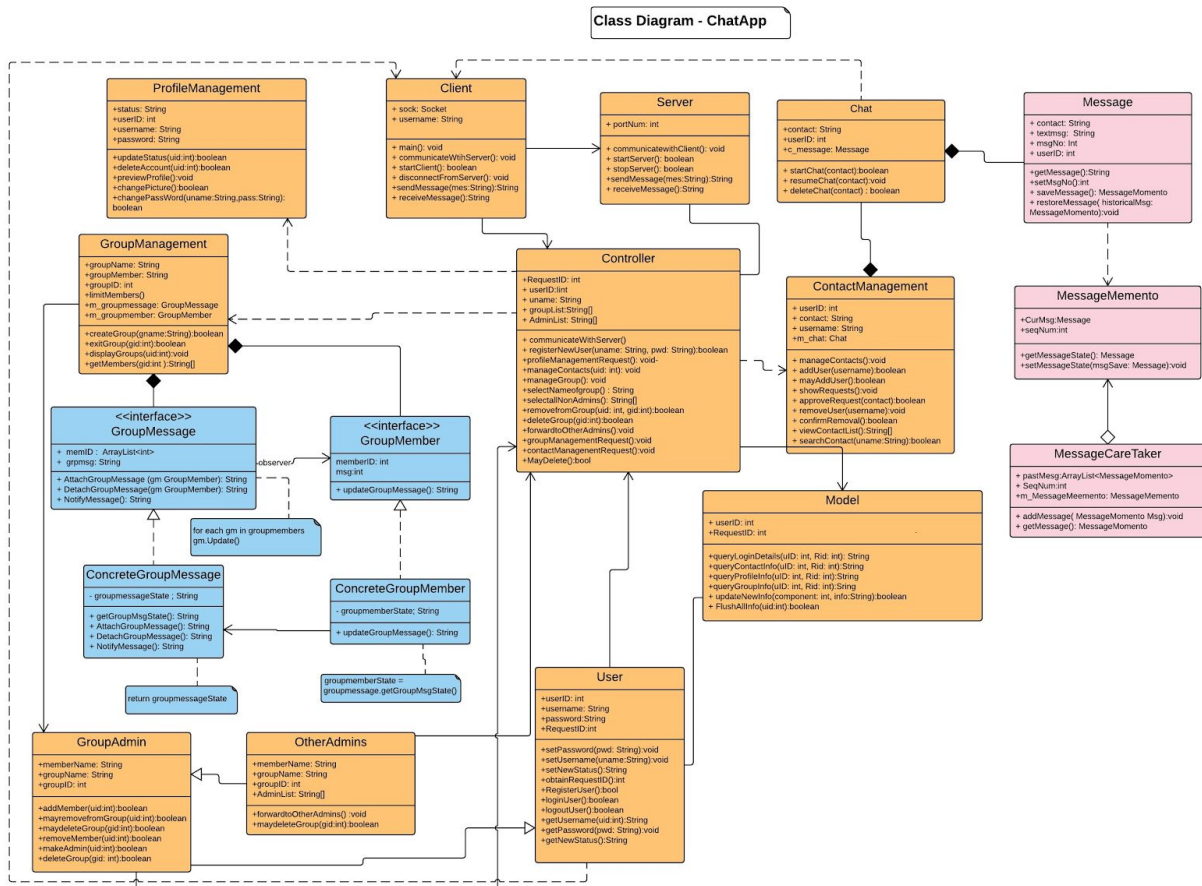 Class Diagram - ChatApp
ProfileManagement
+status: String
+userID: int
+username: String
+password: String
+updateStatus(uid:int):boolean
+deleteAccount(uid:int):boolean
+previewProfile():void
+changePicture():boolean
+changePassWord(uname:String,pass:String):
boolean
Client
+ sock: Socket
+ username: String
+ main(): void
+ communicateWtihServer(): void
+ startClient(): boolean
+ disconnectFromServer(): void
+sendMessage(mes:String):String
+ receiveMessage():String
Server
+ portNum: int
+ communicatewithClient(): void
+ startServer(): boolean
+ stopServer(): boolean
+sendMessage(mes:String):String
+ receiveMessage():String
Chat
+contact: String
+userID: int
+c_message: Message
+startChat(contact):boolean
+ resumeChat(contact):void
+ deleteChat(contact) : boolean
Message
+ contact: String
+ textmsg: String
+ msgNo: Int
+ userID: int
+getMessage():String
+setMsgNo():int
+ saveMessage(): MessageMomento
+ restoreMessage( historicalMsg:
MessageMomento):void
GroupManagement
+groupName: String
+groupMember: String
+groupID: int
+limitMembers()
+m_groupmessage: GroupMessage
+m_groupmember: GroupMember
+createGroup(gname:String):boolean
+exitGroup(gid:int):boolean
+displayGroups(uid:int):void
+getMembers(gid:int ):String[]
Controller
+RequestID: int
+ userID:Iint
+ uname: String
+ groupList:String[]
+ AdminList: String[]
+ communicateWithServer()
+ registerNewUser(uname: String, pwd: String):boolean
+profileManagementRequest(): void-
+ manageContacts(uid: int): void
+ manageGroup(): void
+ selectNameofgroup() : String
+ selectallNonAdmins(): String[]
+ removefromGroup(uid: int, gid:int):boolean
+ deleteGroup(gid:int):boolean
+ forwardtoOtherAdmins():void
+ groupManagementRequest():void
+ contactManagenentRequest():void
+MayDelete():bool
ContactManagement
+ userID: int
+ contact: String
+ username: String
+ m_chat: Chat
+ manageContacts():void
+ addUser(username):boolean
+ mayAddUser():boolean
+ showRequests():void
+ approveRequest(contact):boolean
+ removeUser(username):void
+ confirmRemoval():boolean
+ viewContactList():String[]
+ searchContact(uname:String):boolean
MessageMemento
+CurMsg:Message
+seqNum:int
+getMessageState(): Message
+setMessageState(msgSave: Message):void
<<interface>>
GroupMessage
+ memID : ArrayList<int>
+ grpmsg: String
+ AttachGroupMessage (gm GroupMember): String
+ DetachGroupMessage(gm GroupMember): String
+ NotifyMessage(): String
observer
<<interface>>
GroupMember
memberID: int
msg:int
+ updateGroupMessage(): String
MessageCareTaker
+ pastMesg:ArrayList<MessageMomento>
+ SeqNum:int
+m_MessageMeemento: MessageMemento
+ addMessage( MessageMomento Msg):void
+ getMessage(): MessageMomento
for each gm in groupmembers
gm.Update()
Model
+ userID: int
+RequestID: int
+queryLoginDetails(uID: int, Rid: int): String
+queryContactInfo(uID: int, Rid:int):String
+queryProfileInfo(uID: int, Rid:int):String
+queryGroupInfo(uID: int, Rid:int):String
+ updateNewInfo(component: int, info:String):boolean
+ FlushAllInfo(uid:int):boolean
ConcreteGroupMessage
- groupmessageState ; String
+ getGroupMsgState(): String
+ AttachGroupMessage(): String
+ DetachGroupMessage(): String
+ NotifyMessage(): String
ConcreteGroupMember
- groupmemberState; String
+ updateGroupMessage(): String
return groupmessageState
groupmemberState =
groupmessage.getGroupMsgState()
User
+userID: int
+username: String
+password:String
+RequestID:int
+setPassword(pwd: String):void
+setUsername(uname:String):void
+setNewStatus():String
+obtainRequestID():int
+RegisterUser():bool
+loginUser():boolean
+logoutUser():boolean
+getUsername(uid:int):String
+getPassword(pwd: String):void
+getNewStatus():String
GroupAdmin
+memberName: String
+groupName: String
+groupID: int
+addMember(uid:int):boolean
+mayremovefromGroup(uid:int):boolean
+maydeleteGroup(gid:int):boolean
+removeMember(uid:int):boolean
+makeAdmin(uid:int):boolean
+deleteGroup(gid: int):boolean
OtherAdmins
+memberName: String
+groupName: String
+groupID: int
+AdminList: String[]
+forwardtoOtherAdmins() :void
+maydeleteGroup(gid:int):boolean